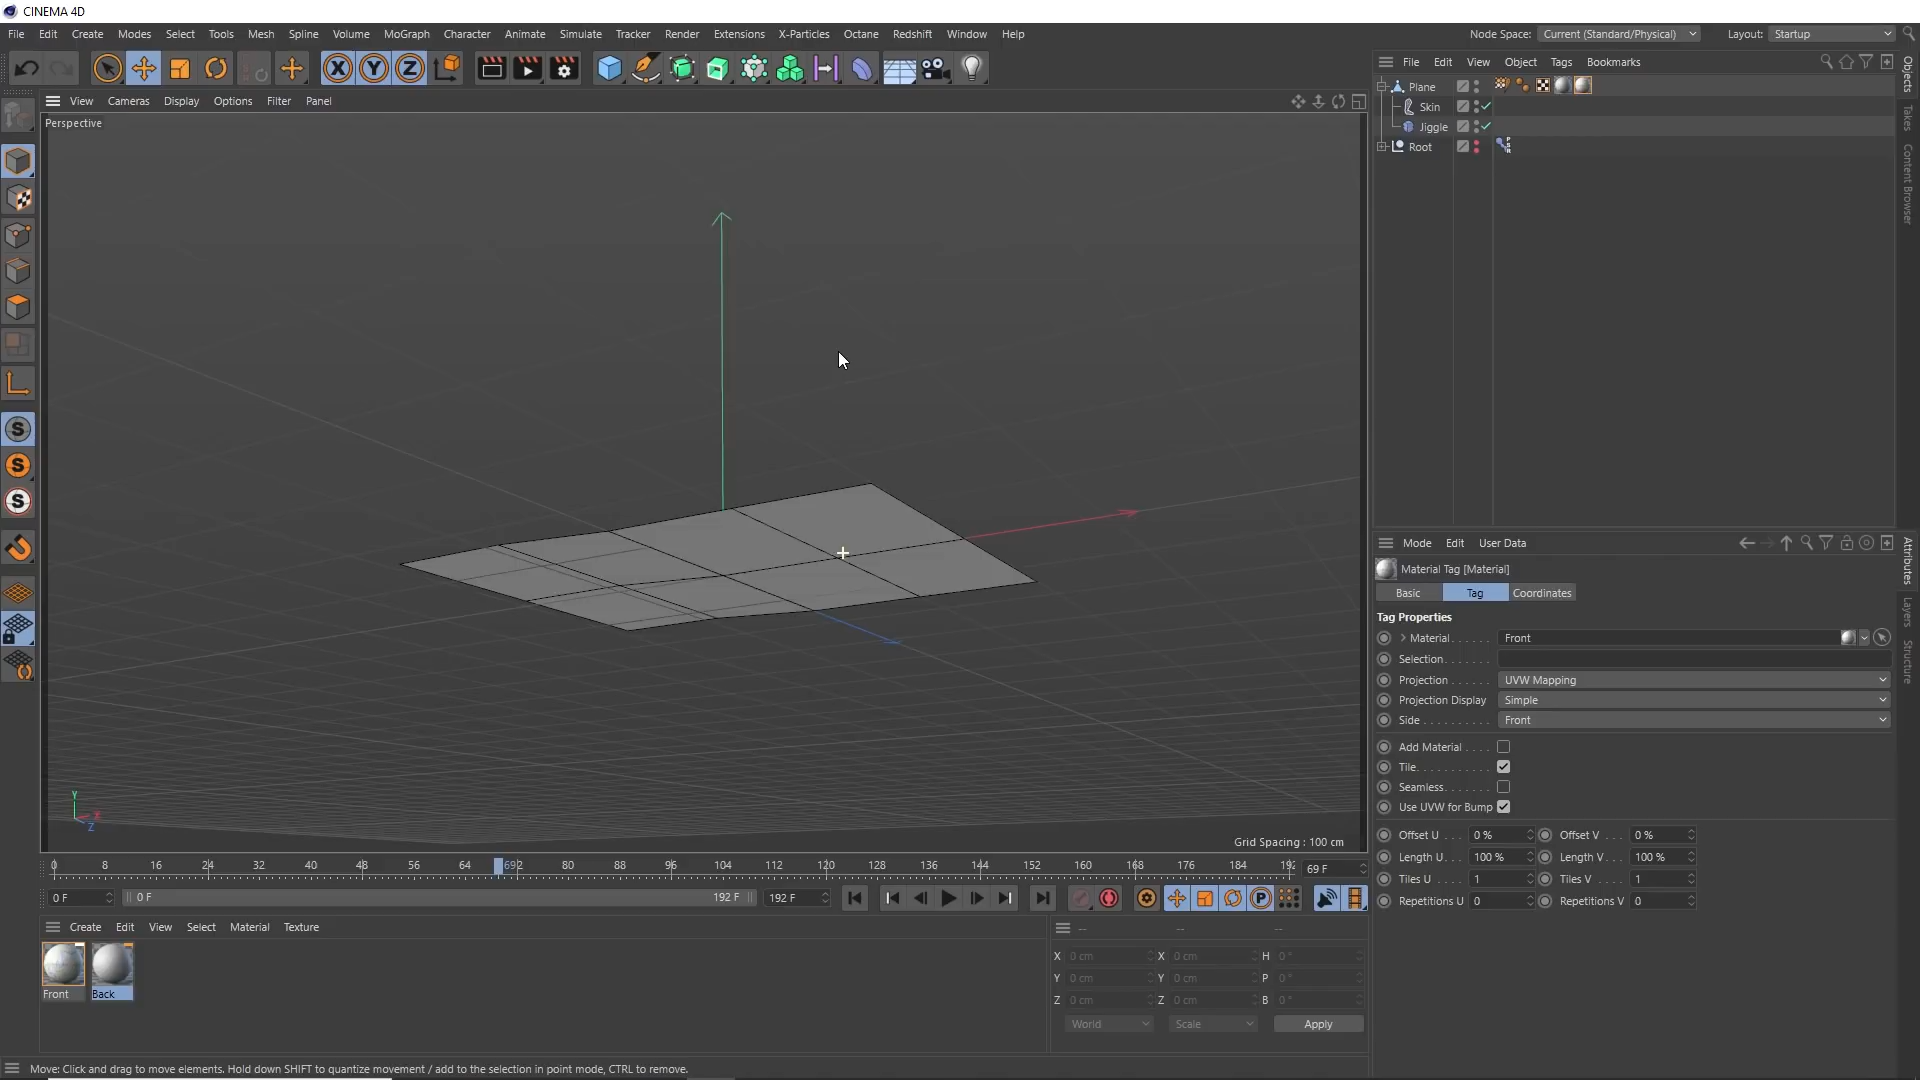 CINEMA 4D
File Edit Create Modes Select Tools Mesh Spline Volume MoGraph Character Animate Simulate Tracker Render Extensions X-Particles Octane Redshift Window Help
Node Space: Current (Standard/Physical) Layout: Startup
X Y Z
View Cameras Display Options Filter Panel
Perspective
S
S
S
P
Y
X
Z
Grid Spacing : 100 cm
0 8 16 24 32 40 48 56 64 692 80 88 96 104 112 120 128 136 144 152 160 168 176 184 192 69 F
0 F 0 F 192 F 192 F
Create Edit View Select Material Texture
Front Back
-- -- --
X 0 cm X 0 cm H 0 °
Y 0 cm Y 0 cm P 0 °
Z 0 cm Z 0 cm B 0 °
World Scale Apply
Move: Click and drag to move elements. Hold down SHIFT to quantize movement / add to the selection in point mode, CTRL to remove.
File Edit View Object Tags Bookmarks
Plane
Skin
Jiggle
Root
Objects
Takes
Content Browser
Mode Edit User Data
Material Tag [Material]
Basic Tag Coordinates
Tag Properties
Material . . . . . . Front
Selection . . . . . .
Projection . . . . . . UVW Mapping
Projection Display Simple
Side . . . . . . . . . . Front
Add Material . . . .
Tile. . . . . . . . . . .
Seamless. . . . . . .
Use UVW for Bump
Offset U . . . 0 % Offset V . . . 0 %
Length U. . . 100 % Length V. . . 100 %
Tiles U . . . . 1 Tiles V . . . . 1
Repetitions U 0 Repetitions V 0
Attributes
Layers
Structure